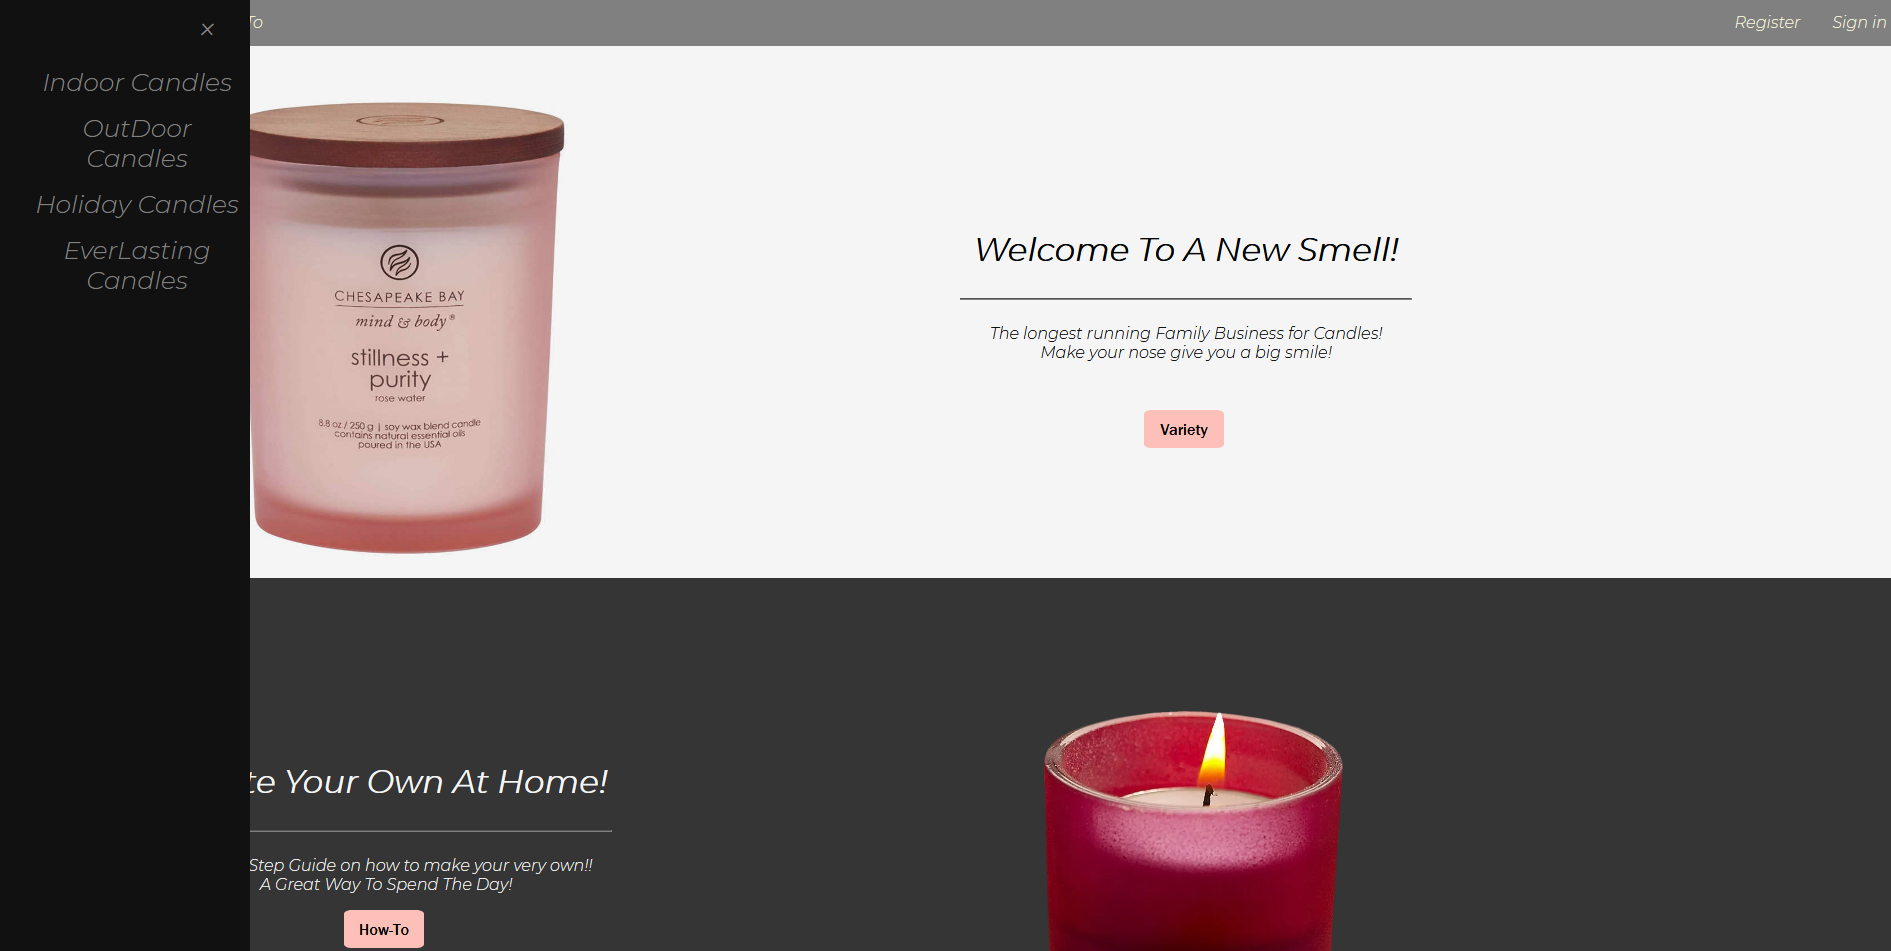 ×
To
Register
Sign in
Indoor Candles
OutDoor
Candles
Holiday Candles
EverLasting
Candles
CHESAPEAKE BAY
mind & body®
stillness +
purity
rose water
8.8 oz / 250 g | soy wax blend candle
contains natural essential oils
poured in the USA
Welcome To A New Smell!
The longest running Family Business for Candles!
Make your nose give you a big smile!
Variety
te Your Own At Home!
Step Guide on how to make your very own!!
A Great Way To Spend The Day!
How-To